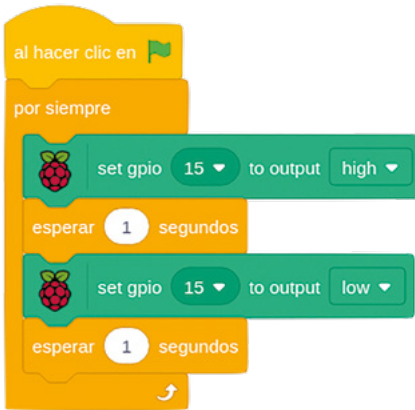 al hacer clic en
por siempre
set gpio 15 to output high
esperar 1 segundos
set gpio 15 to output low
esperar 1 segundos